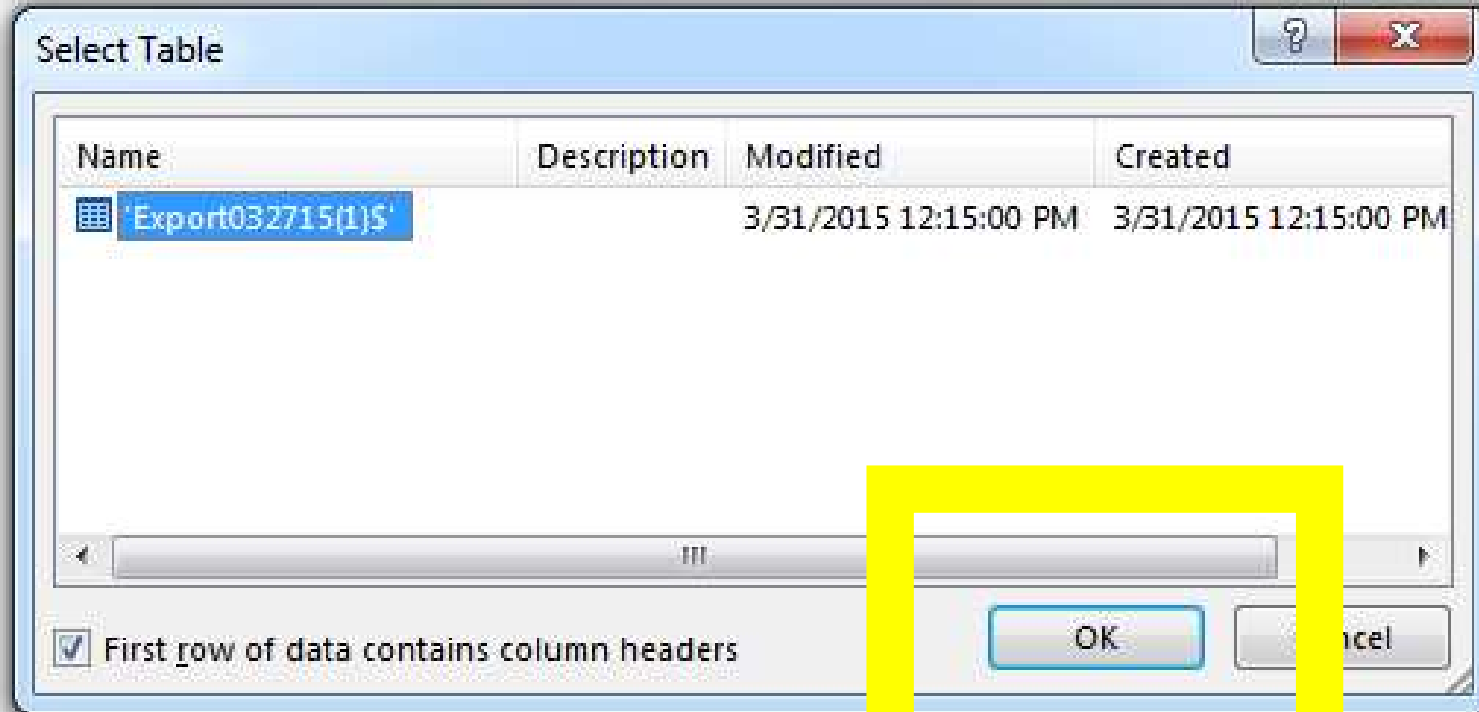 Select Table
Name Description Modified Created
'Export032715(1)$' 3/31/2015 12:15:00 PM 3/31/2015 12:15:00 PM
First row of data contains column headers
OK